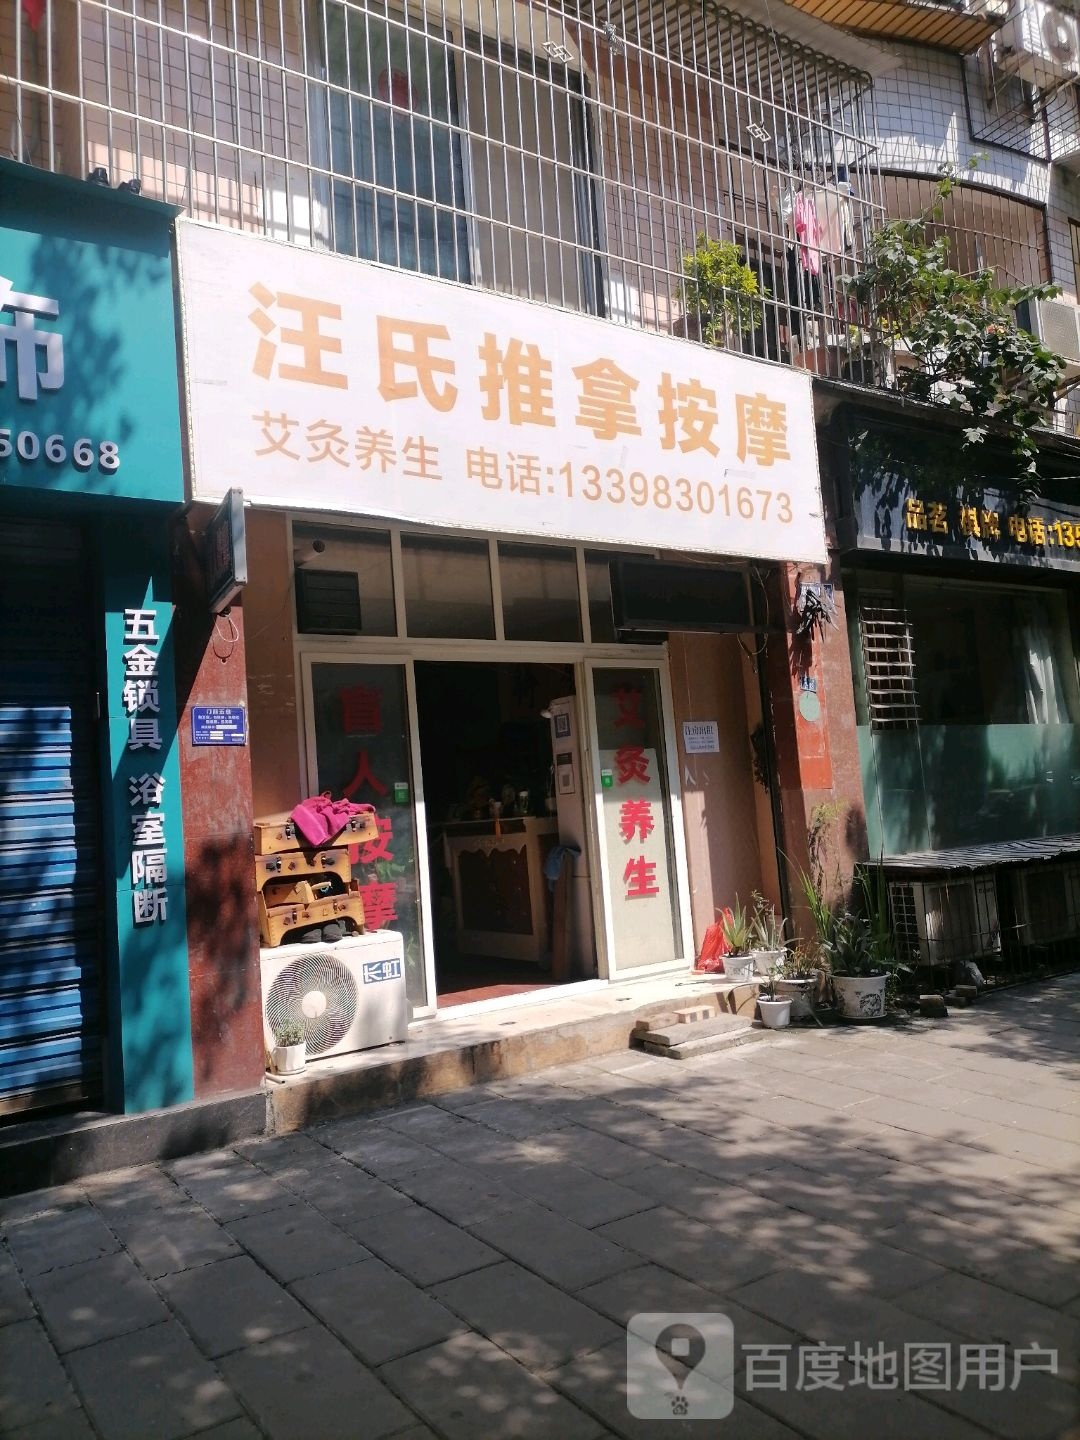 汪氏推拿按摩
艾灸养生 电话:13398301673
饰
50668
五金锁具 浴室隔断
盲人按摩
艾灸养生
品茗 棋牌 电话:135
长虹
百度地图用户